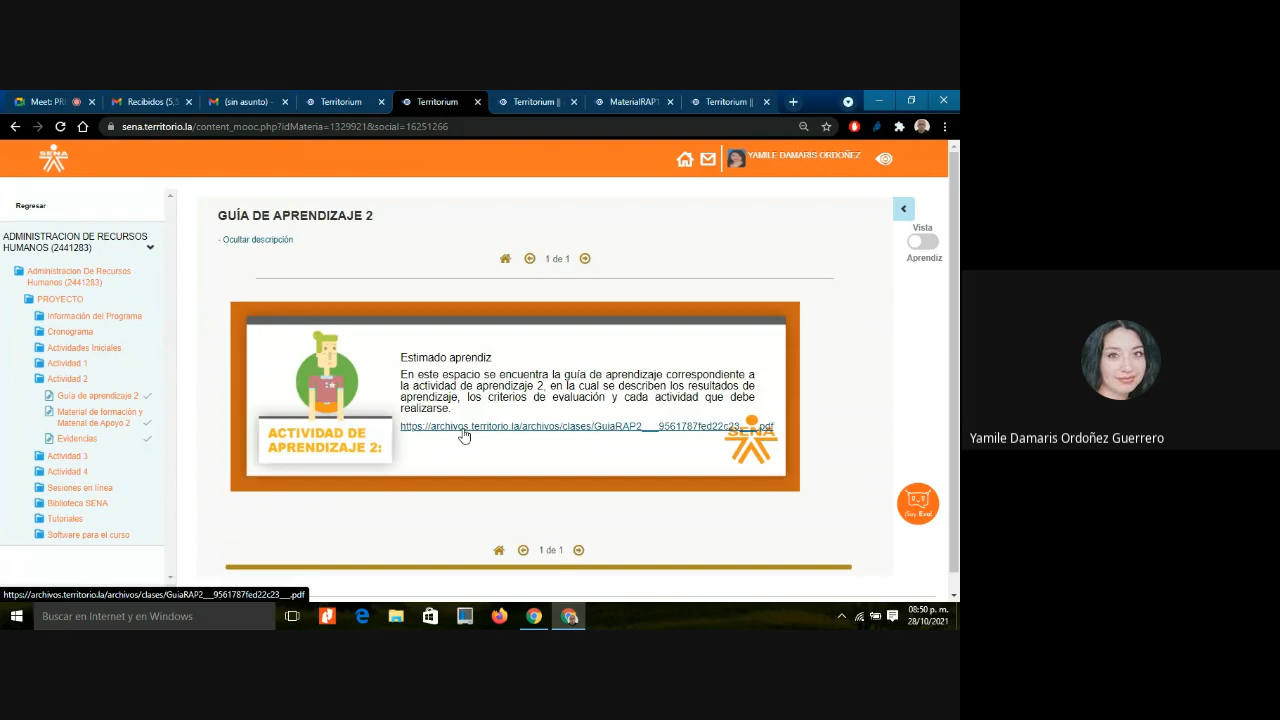 Meet: PR
Recibidos (5,5
(sin asunto) -
Territorium
Territorium
Territorium ||
MaterialRAP1
Territorium ||
sena.territorio.la/content_mooc.php?idMateria=1329921&social=16251266
SENA
YAMILE DAMARIS ORDOÑEZ
Regresar
ADMINISTRACION DE RECURSOS
HUMANOS (2441283)
Administracion De Recursos
Humanos (2441283)
PROYECTO
Información del Programa
Cronograma
Actividades Iniciales
Actividad 1
Actividad 2
Guía de aprendizaje 2
Material de formación y
Material de Apoyo 2
Evidencias
Actividad 3
Actividad 4
Sesiones en línea
Biblioteca SENA
Tutoriales
Software para el curso
GUÍA DE APRENDIZAJE 2
- Ocultar descripción
1 de 1
Vista
Aprendiz
Estimado aprendiz
En este espacio se encuentra la guía de aprendizaje correspondiente a
la actividad de aprendizaje 2, en la cual se describen los resultados de
aprendizaje, los criterios de evaluación y cada actividad que debe
realizarse.
https://archivos.territorio.la/archivos/clases/GuiaRAP2___9561787fed22c23__.pdf
SENA
ACTIVIDAD DE
APRENDIZAJE 2:
¡Soy Eva!
1 de 1
https://archivos.territorio.la/archivos/clases/GuiaRAP2___9561787fed22c23__.pdf
Buscar en Internet y en Windows
08:50 p. m.
28/10/2021
Yamile Damaris Ordoñez Guerrero